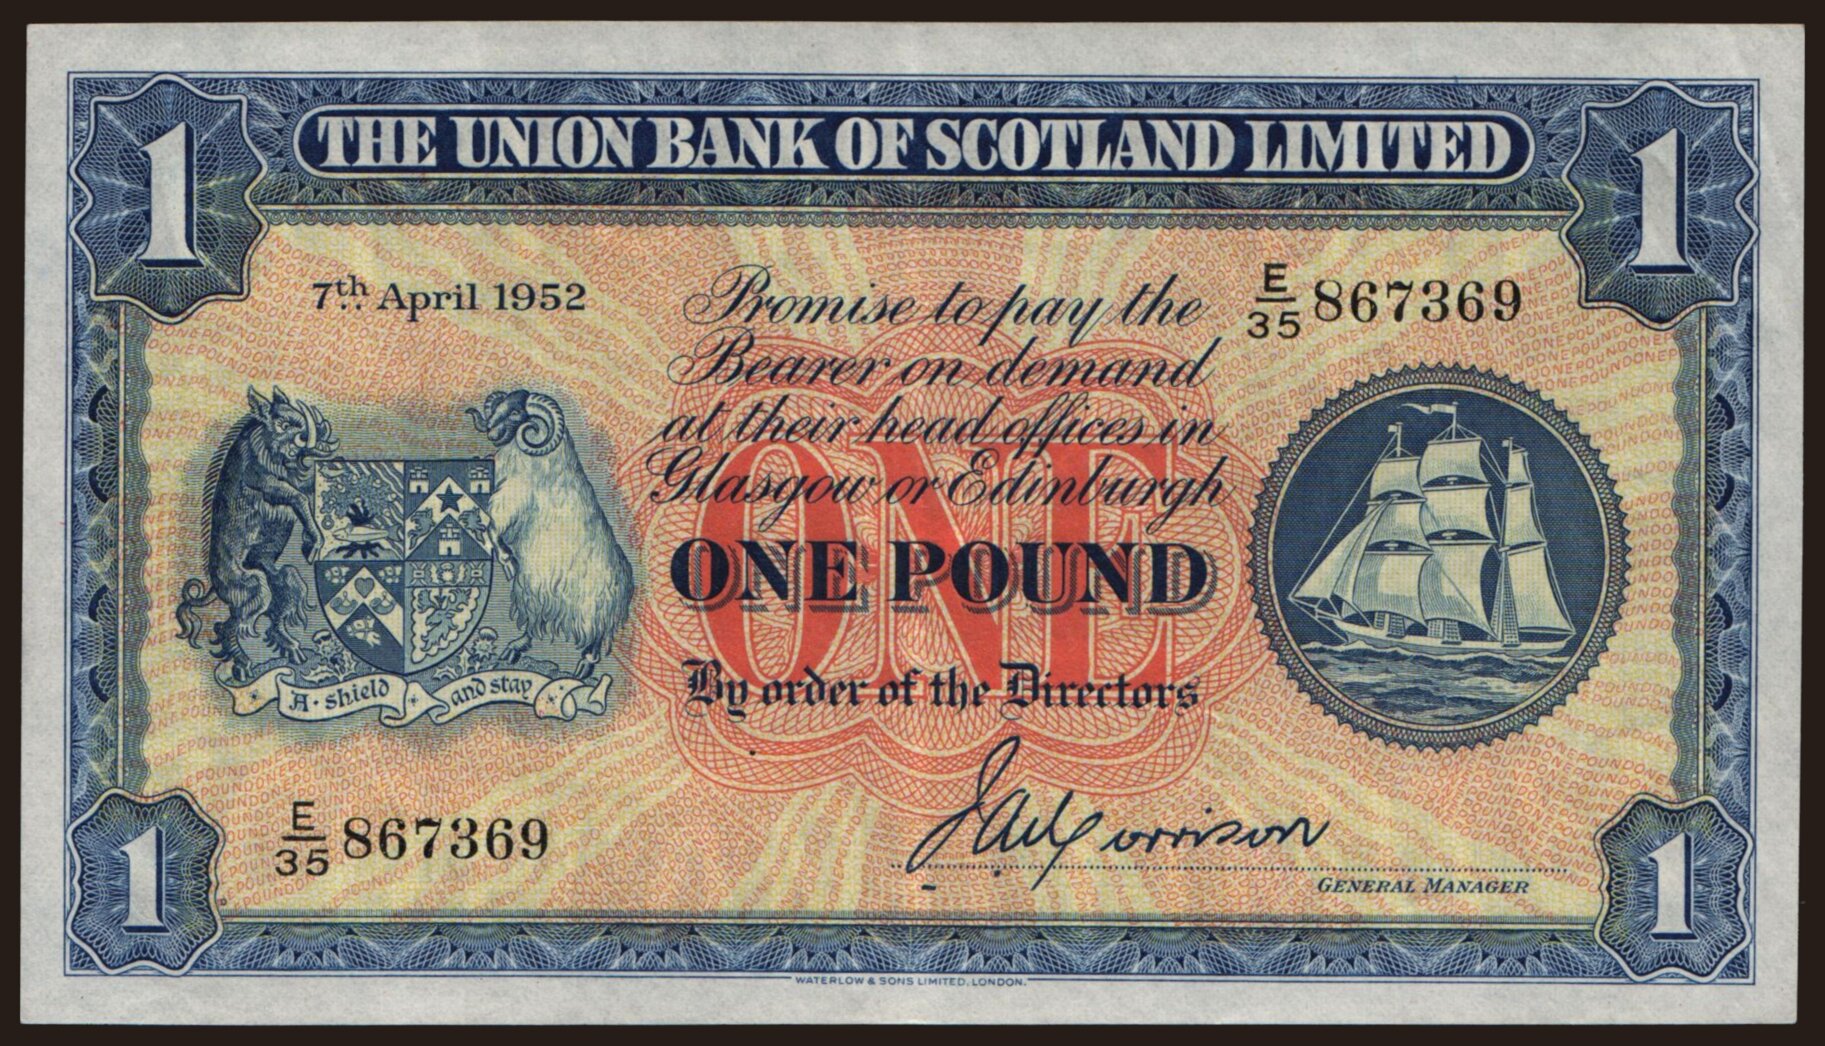 1
THE UNION BANK OF SCOTLAND LIMITED
1
7th April 1952
Promise to pay the
E/35 867369
Bearer on demand
at their head offices in
Glasgow or Edinburgh
ONE
ONE POUND
By order of the Directors
A · shield and stay
E/35 867369
J A Morrison
GENERAL MANAGER
1
1
WATERLOW & SONS LIMITED, LONDON.